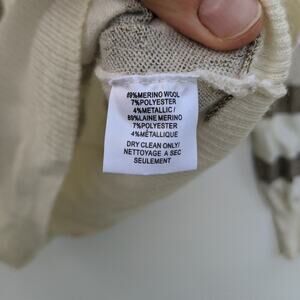 89%MERINO WOOL
7%POLYESTER
4%METALLIC/
89%LAINE MERINO
7%POLYESTER
4%MÉTALLIQUE
DRY CLEAN ONLY/
NETTOYAGE A SEC
SEULEMENT